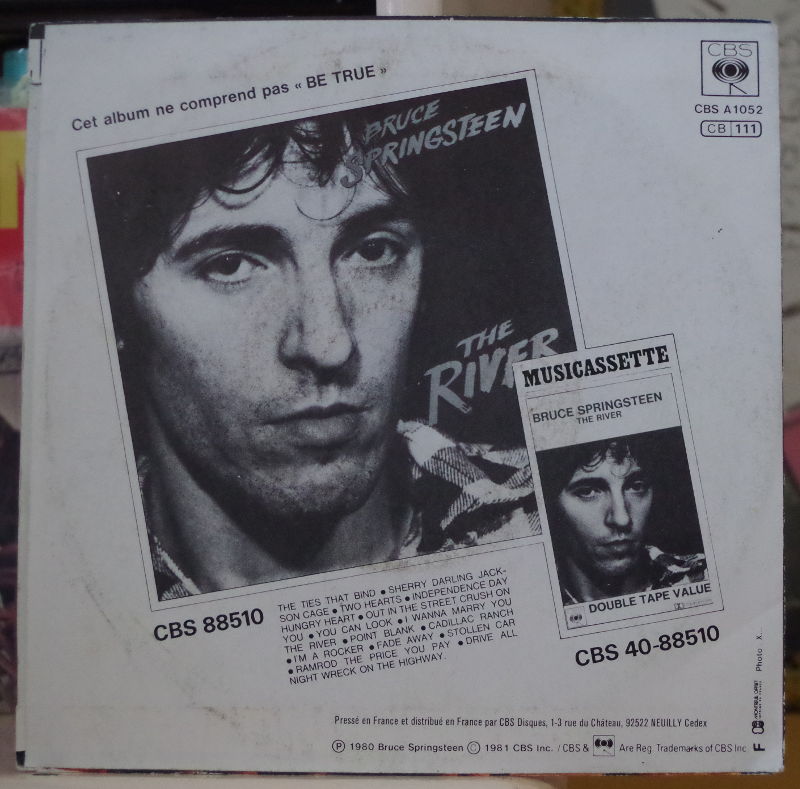 CBS
CBS A1052
CB 111
Cet album ne comprend pas « BE TRUE »
BRUCE
SPRINGSTEEN
THE
RIVER
MUSICASSETTE
BRUCE SPRINGSTEEN
THE RIVER
DOUBLE TAPE VALUE
CBS 88510
CBS 40-88510
THE TIES THAT BIND ● SHERRY DARLING JACK-
SON CAGE ● TWO HEARTS ● INDEPENDENCE DAY
HUNGRY HEART ● OUT IN THE STREET CRUSH ON
YOU ● YOU CAN LOOK ● I WANNA MARRY YOU
THE RIVER ● POINT BLANK ● CADILLAC RANCH
● I'M A ROCKER ● FADE AWAY ● STOLLEN CAR
● RAMROD THE PRICE YOU PAY ● DRIVE ALL
NIGHT WRECK ON THE HIGHWAY.
Pressé en France et distribué en France par CBS Disques, 1-3 rue du Château, 92522 NEUILLY Cedex
Ⓟ 1980 Bruce Springsteen Ⓒ 1981 CBS Inc. / CBS & Are Reg. Trademarks of CBS Inc
F
Photo X..